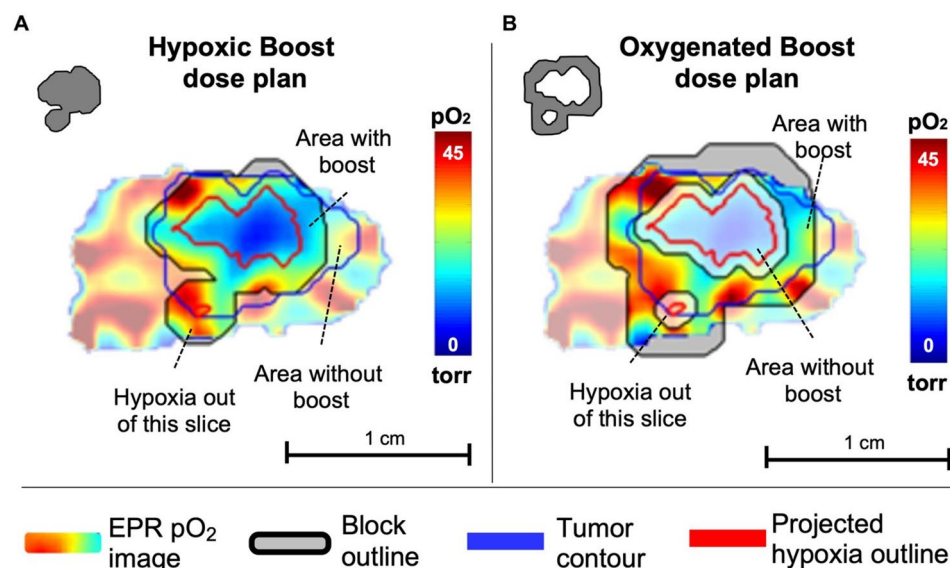 A
Hypoxic Boost
dose plan
Area with
boost
pO₂
45
0
torr
Hypoxia out
of this slice
Area without
boost
1 cm
B
Oxygenated Boost
dose plan
Area with
boost
pO₂
45
0
torr
Hypoxia out
of this slice
Area without
boost
1 cm
EPR pO₂
image
Block
outline
Tumor
contour
Projected
hypoxia outline